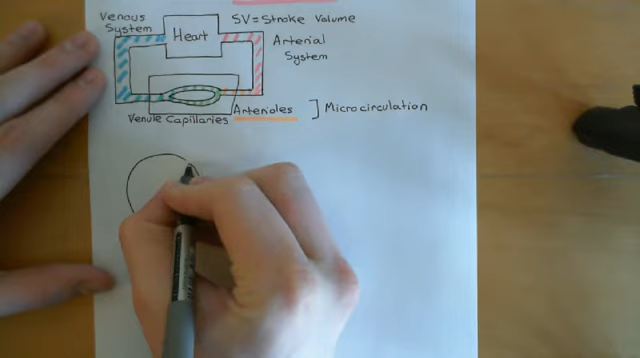 Venous
System
Heart
SV = Stroke Volume
Arterial
System
Venule Capillaries Arterioles ] Microcirculation